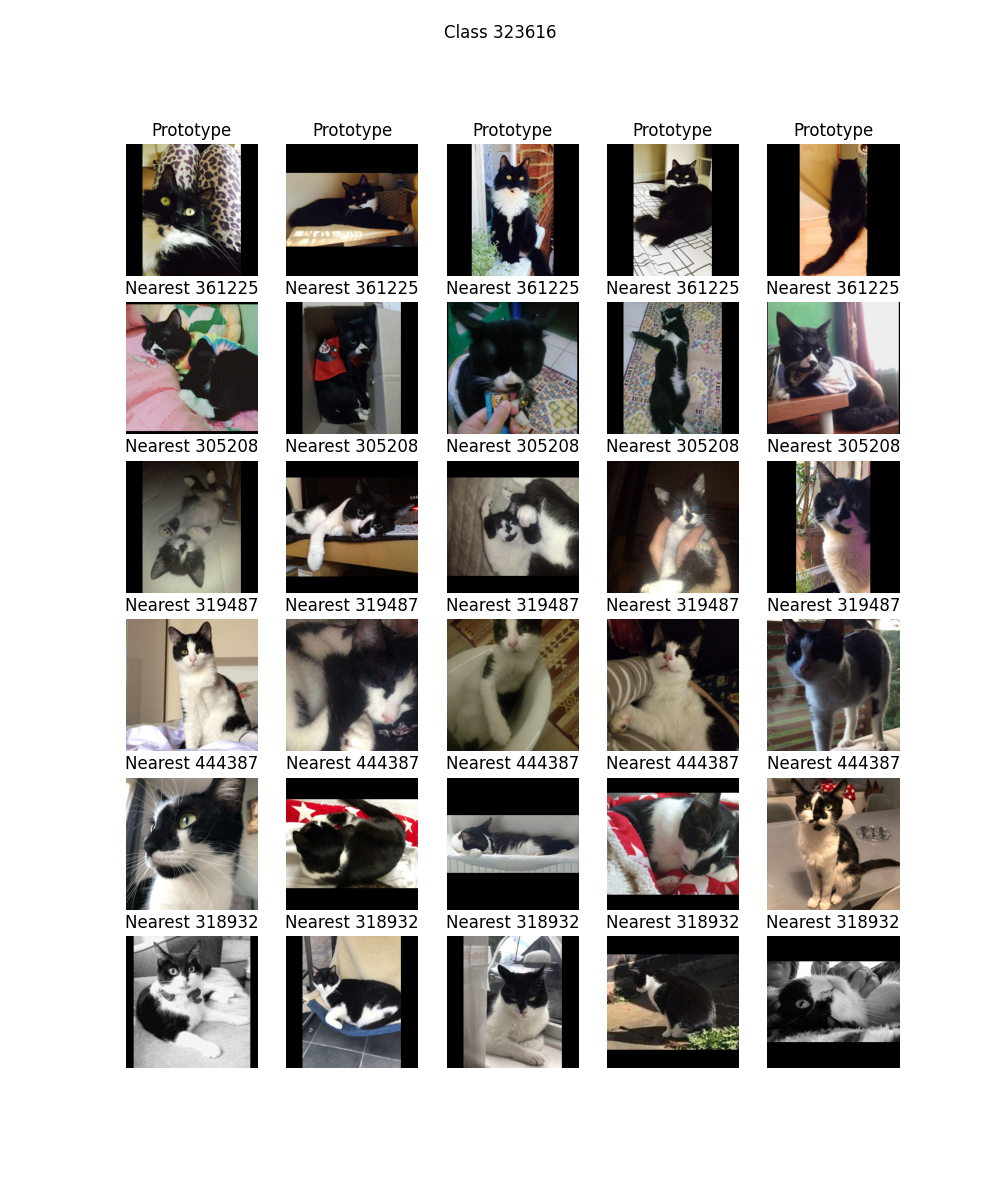 Class 323616
Prototype Prototype Prototype Prototype Prototype
Nearest 361225 Nearest 361225 Nearest 361225 Nearest 361225 Nearest 361225
Nearest 305208 Nearest 305208 Nearest 305208 Nearest 305208 Nearest 305208
Nearest 319487 Nearest 319487 Nearest 319487 Nearest 319487 Nearest 319487
Nearest 444387 Nearest 444387 Nearest 444387 Nearest 444387 Nearest 444387
Nearest 318932 Nearest 318932 Nearest 318932 Nearest 318932 Nearest 318932